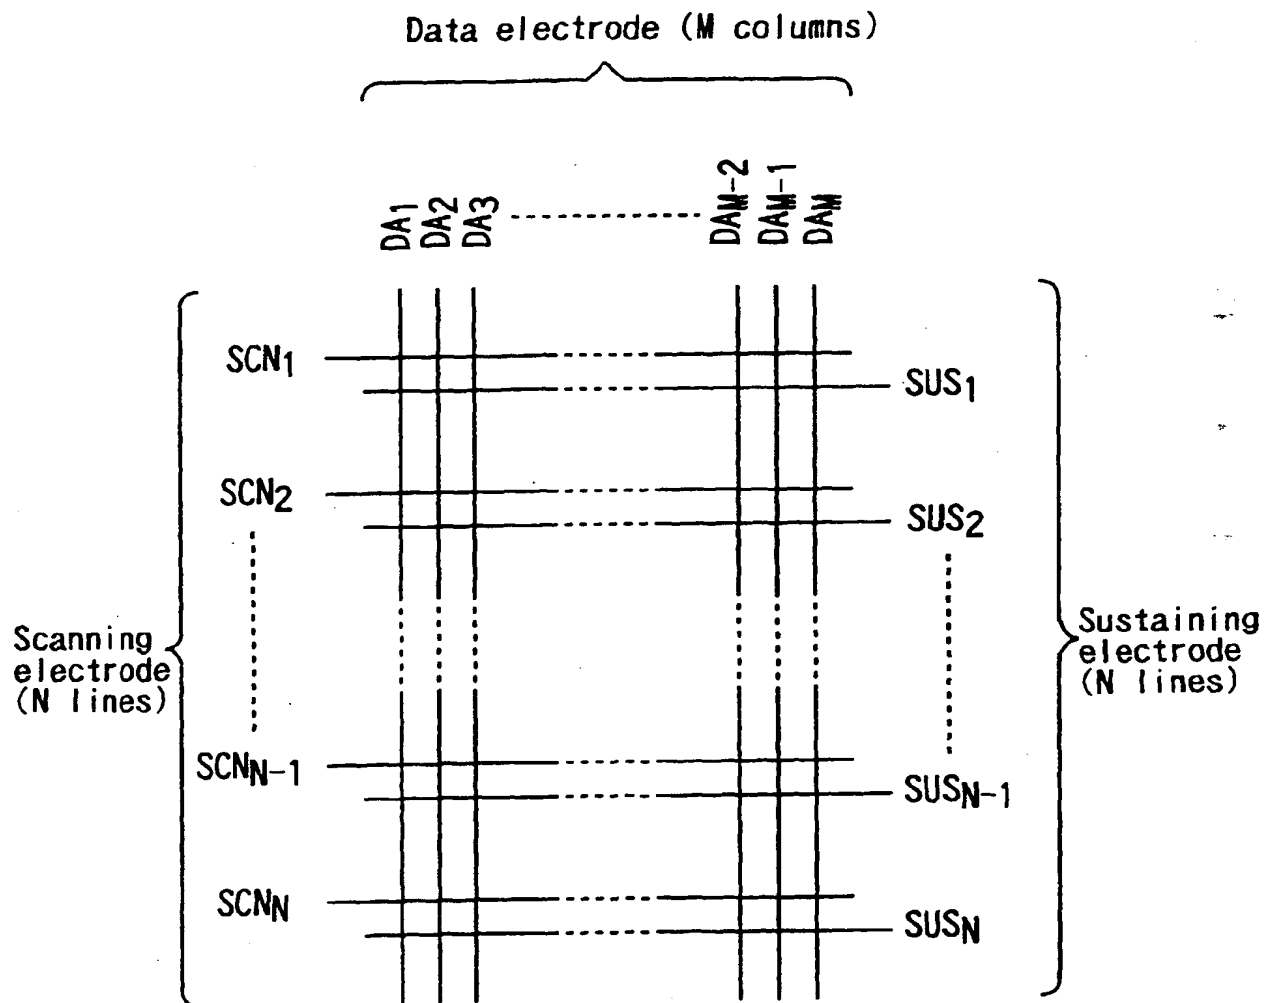 Data electrode (M columns)
DA1 DA2 DA3 DAM-2 DAM-1 DAM
SCN1
SUS1
SCN2
SUS2
Scanning
electrode
(N lines)
Sustaining
electrode
(N lines)
SCNN-1
SUSN-1
SCNN
SUSN